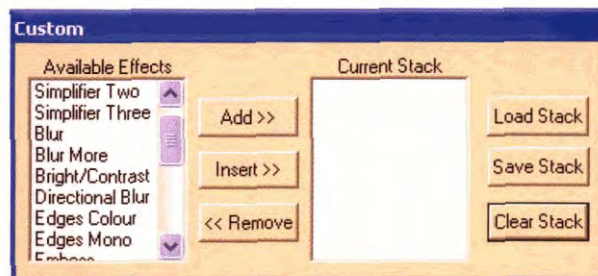 Custom
Available Effects
Simplifier Two
Simplifier Three
Blur
Blur More
Bright/Contrast
Directional Blur
Edges Colour
Edges Mono
Emboss
Add >>
Insert >>
<< Remove
Current Stack
Load Stack
Save Stack
Clear Stack